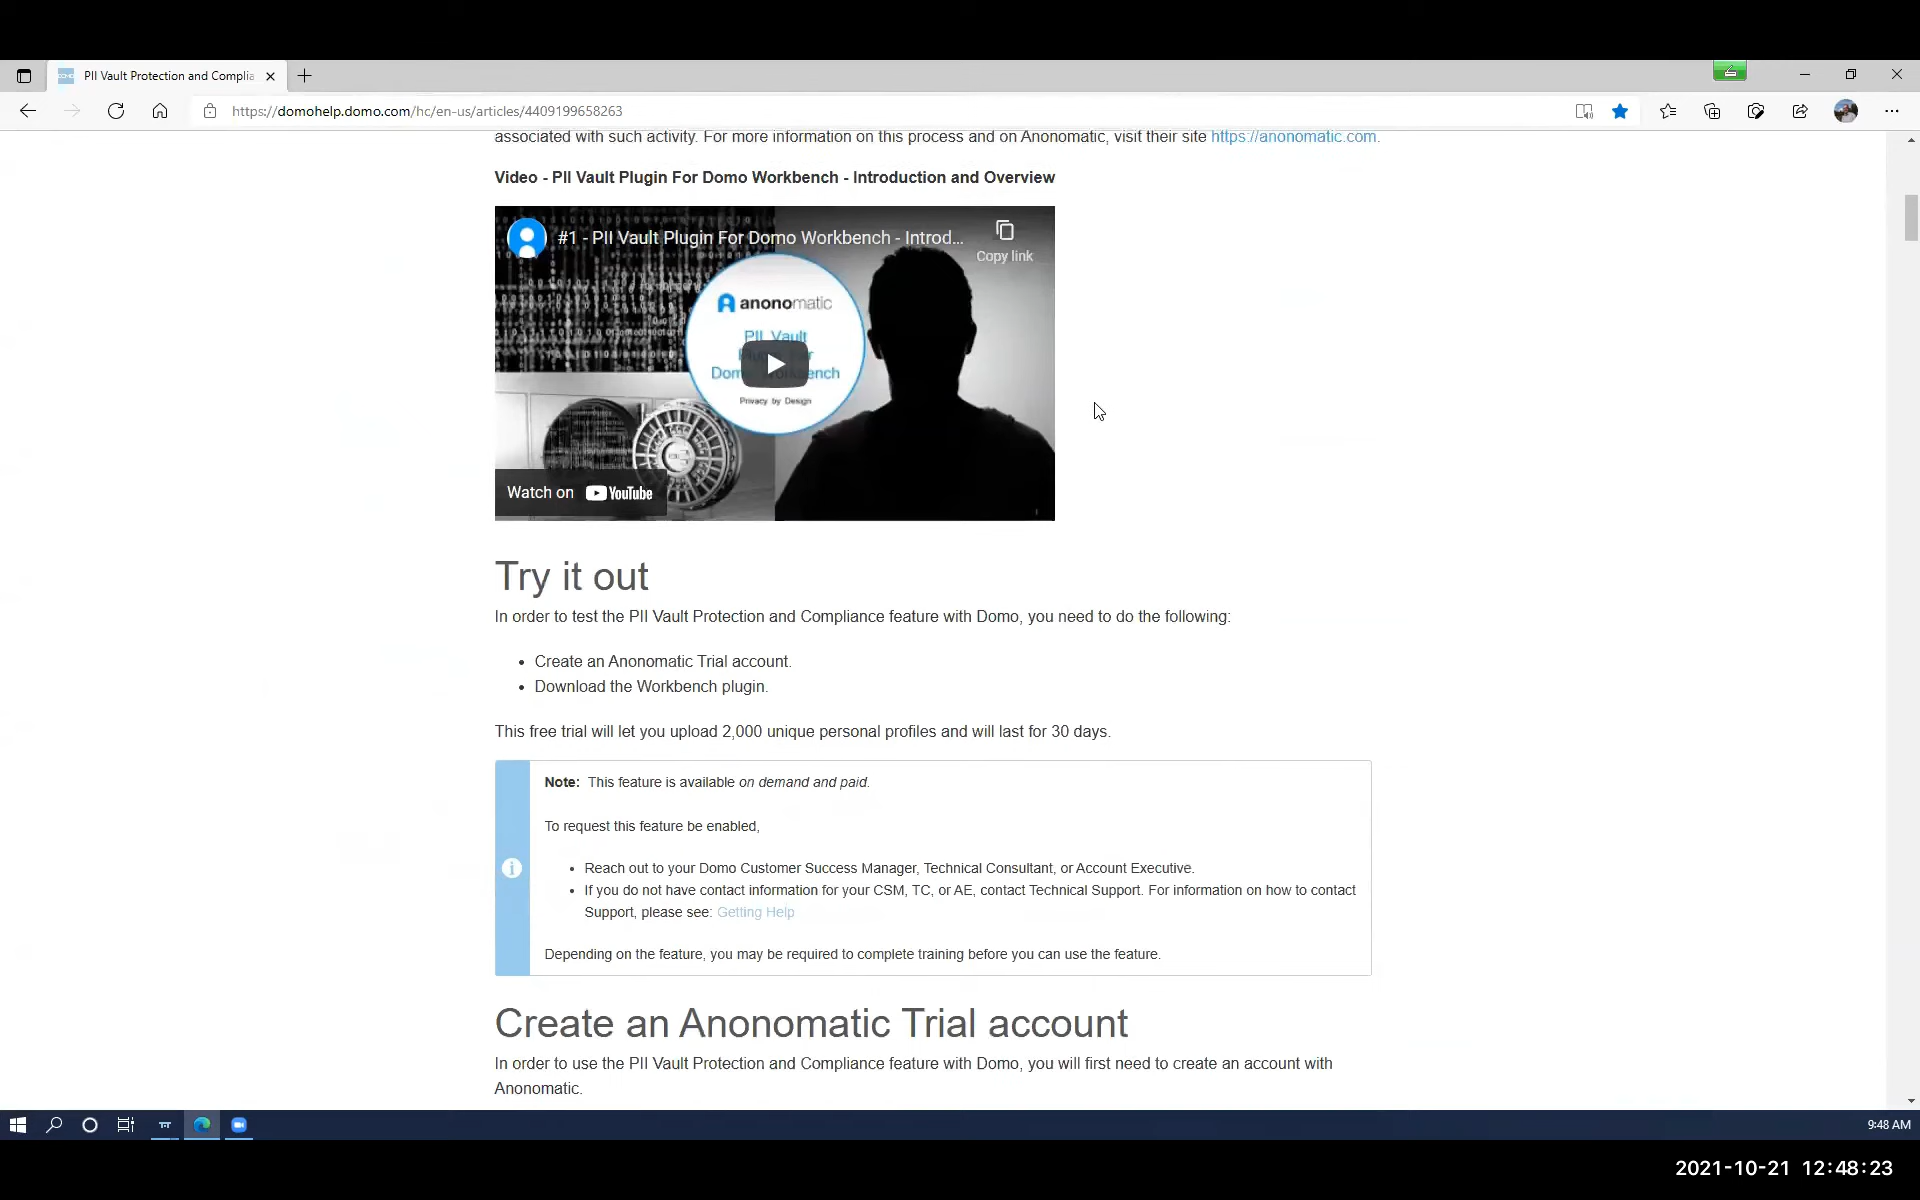 PII Vault Protection and Complia
https://domohelp.domo.com/hc/en-us/articles/4409199658263
associated with such activity. For more information on this process and on Anonomatic, visit their site https://anonomatic.com.
Video - PII Vault Plugin For Domo Workbench - Introduction and Overview
#1 - PII Vault Plugin For Domo Workbench - Introd...
Copy link
anonomatic
PII Vault
Domo Workbench
Privacy by Design
Watch on YouTube
Try it out
In order to test the PII Vault Protection and Compliance feature with Domo, you need to do the following:
• Create an Anonomatic Trial account.
• Download the Workbench plugin.
This free trial will let you upload 2,000 unique personal profiles and will last for 30 days.
Note: This feature is available on demand and paid.
To request this feature be enabled,
• Reach out to your Domo Customer Success Manager, Technical Consultant, or Account Executive.
• If you do not have contact information for your CSM, TC, or AE, contact Technical Support. For information on how to contact
Support, please see: Getting Help
Depending on the feature, you may be required to complete training before you can use the feature.
Create an Anonomatic Trial account
In order to use the PII Vault Protection and Compliance feature with Domo, you will first need to create an account with
Anonomatic.
9:48 AM
2021-10-21 12:48:23